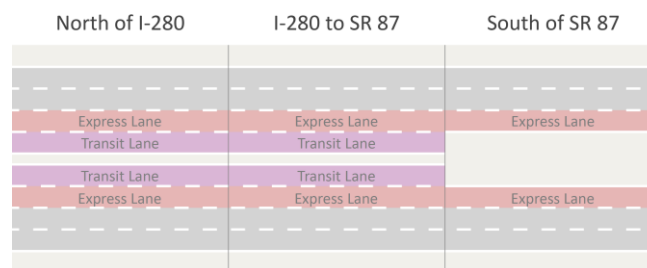 North of I-280 I-280 to SR 87 South of SR 87
Express Lane Express Lane Express Lane
Transit Lane Transit Lane
Transit Lane Transit Lane
Express Lane Express Lane Express Lane